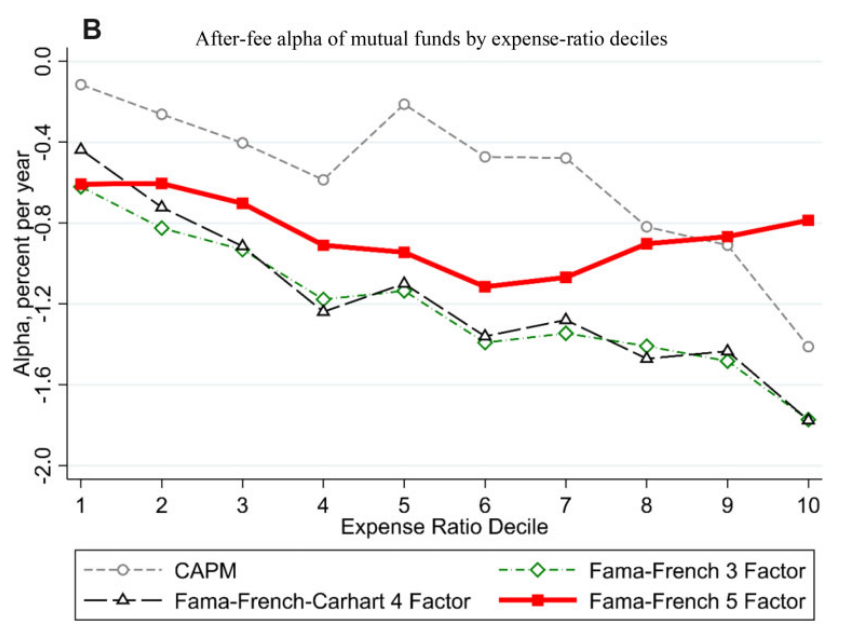 B
After-fee alpha of mutual funds by expense-ratio deciles
Alpha, percent per year
0.0
-0.4
-0.8
-1.2
-1.6
-2.0
1 2 3 4 5 6 7 8 9 10
Expense Ratio Decile
CAPM
Fama-French 3 Factor
Fama-French-Carhart 4 Factor
Fama-French 5 Factor